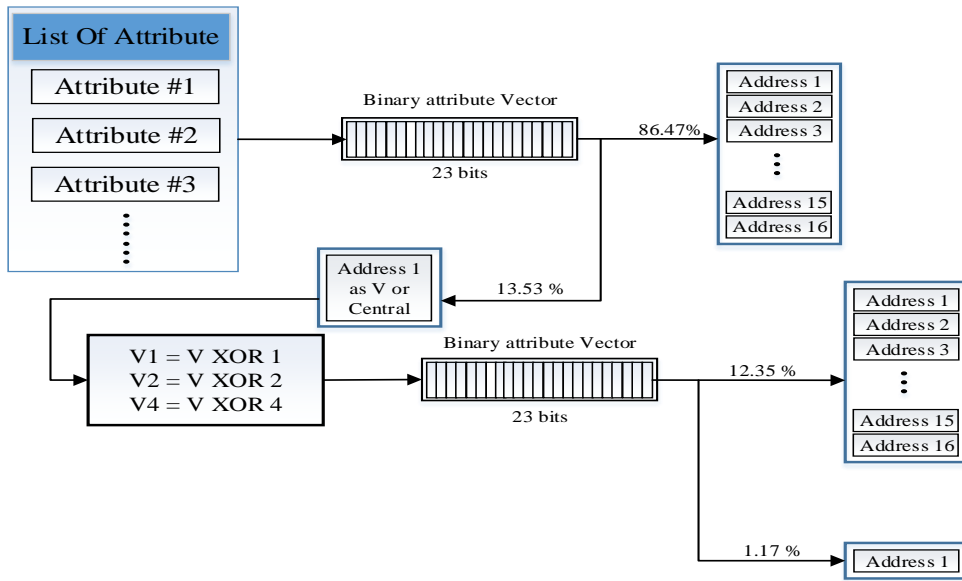 List Of Attribute
Attribute #1
Attribute #2
Attribute #3
Binary attribute Vector
23 bits
86.47%
Address 1
Address 2
Address 3
Address 15
Address 16
13.53 %
Address 1
as V or
Central
V1 = V XOR 1
V2 = V XOR 2
V4 = V XOR 4
Binary attribute Vector
23 bits
12.35 %
Address 1
Address 2
Address 3
Address 15
Address 16
1.17 %
Address 1